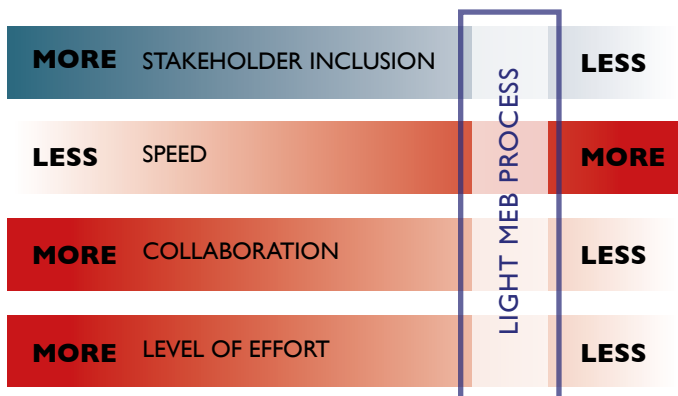 MORE STAKEHOLDER INCLUSION LESS
LESS SPEED MORE
MORE COLLABORATION LESS
MORE LEVEL OF EFFORT LESS
LIGHT MEB PROCESS